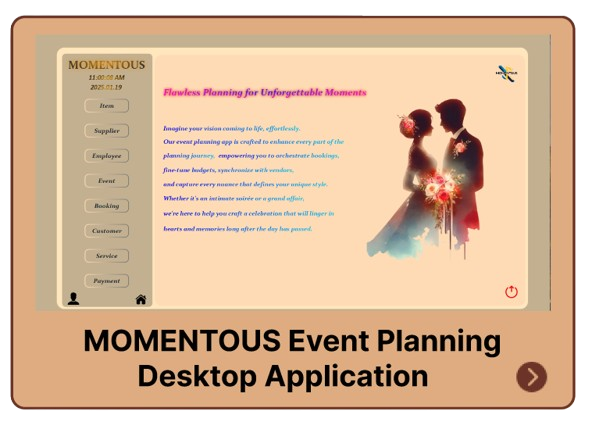 MOMENTOUS
11:00:08 AM
2025.01.19
Item
Supplier
Employee
Event
Booking
Customer
Service
Payment
Flawless Planning for Unforgettable Moments
Imagine your vision coming to life, effortlessly.
Our event planning app is crafted to enhance every part of the
planning journey, empowering you to orchestrate bookings,
fine-tune budgets, synchronize with vendors,
and capture every nuance that defines your unique style.
Whether it's an intimate soirée or a grand affair,
we're here to help you craft a celebration that will linger in
hearts and memories long after the day has passed.
MOMENTOUS Event Planning
Desktop Application